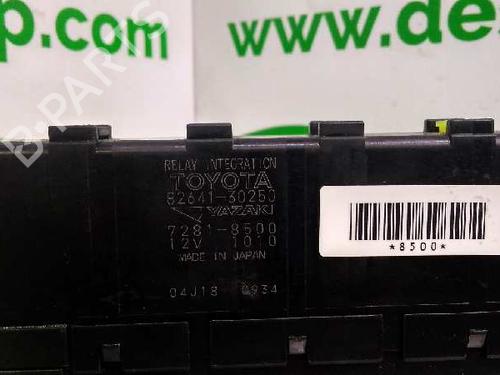 p.com
www.des
B-PARTS
RELAY INTEGRATION
TOYOTA
82641-60250
YAZAKI
7281-8500
12V 1010
MADE IN JAPAN
04J18 0934
*8500*